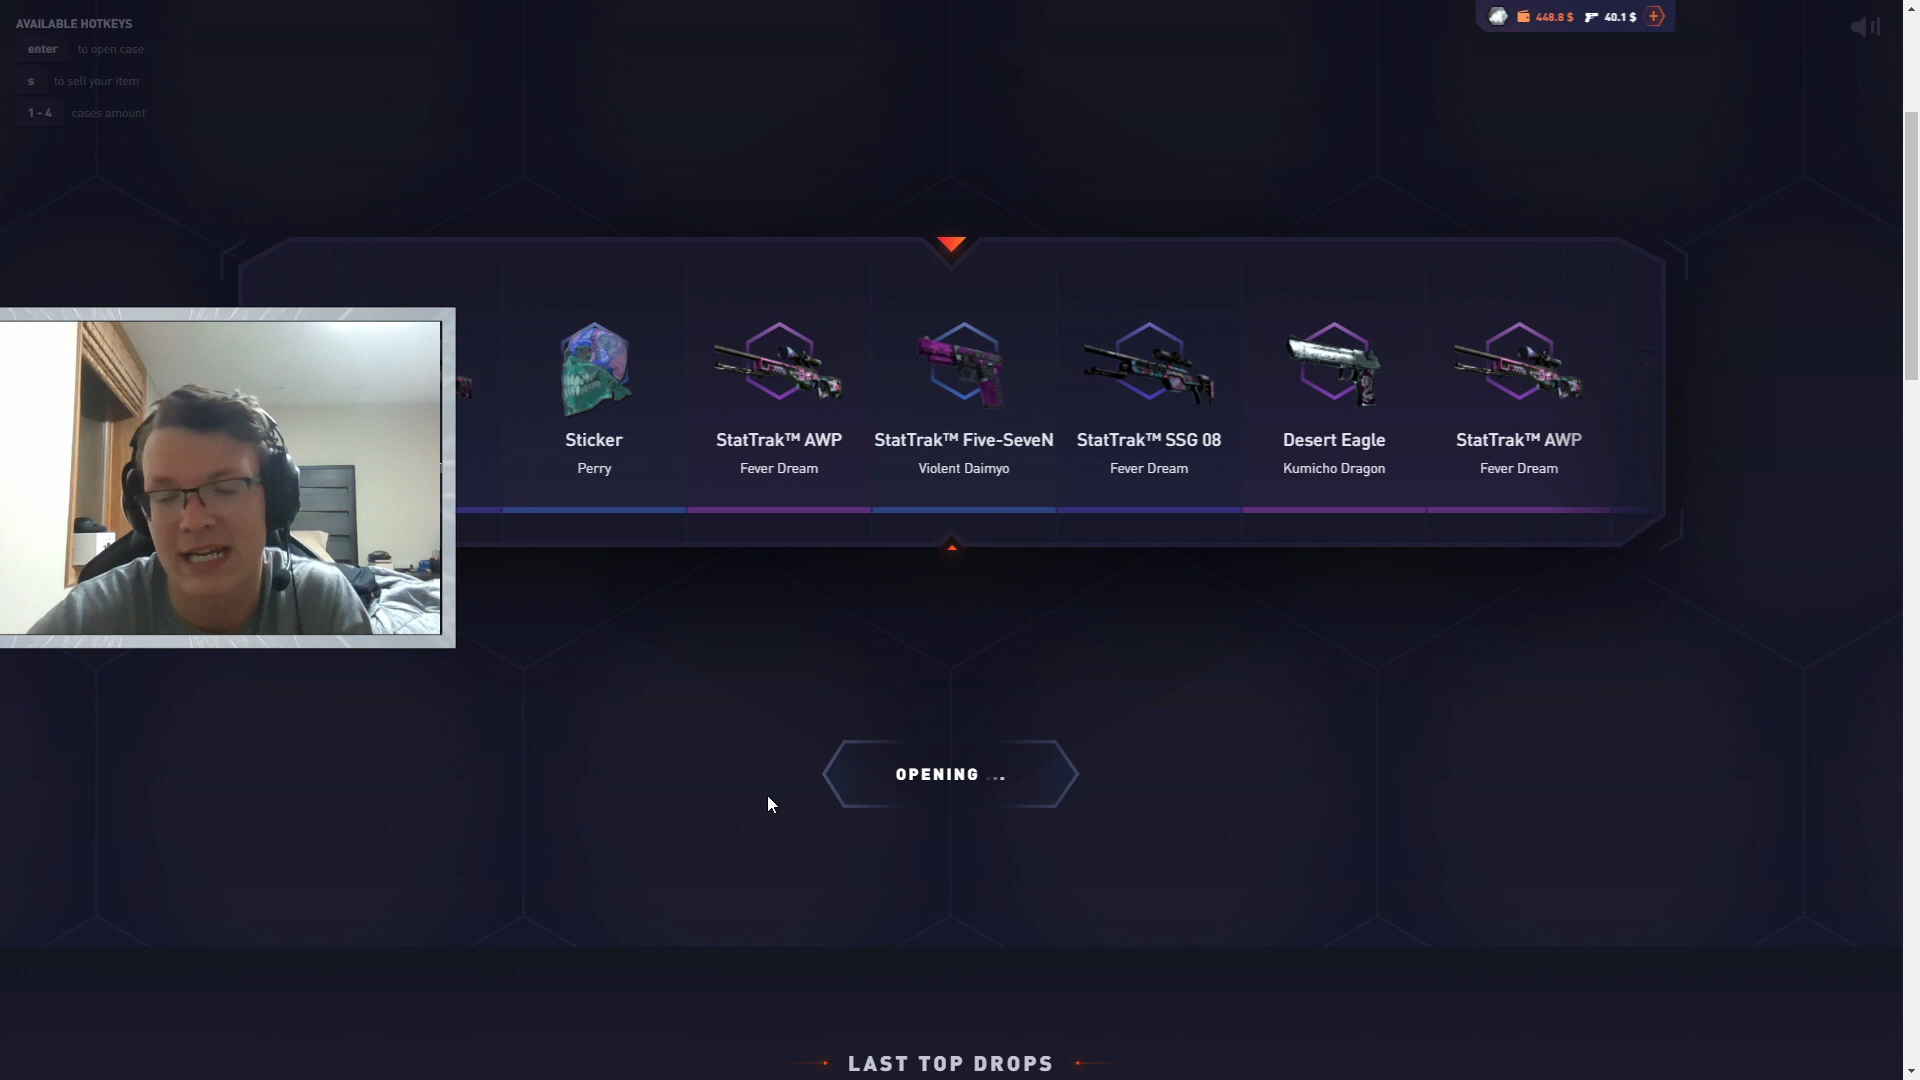 AVAILABLE HOTKEYS
enter to open case
s to sell your item
1 - 4 cases amount
448.8 $ 40.1 $
Sticker
Perry
StatTrak™ AWP
Fever Dream
StatTrak™ Five-SeveN
Violent Daimyo
StatTrak™ SSG 08
Fever Dream
Desert Eagle
Kumicho Dragon
StatTrak™ AWP
Fever Dream
OPENING ...
LAST TOP DROPS